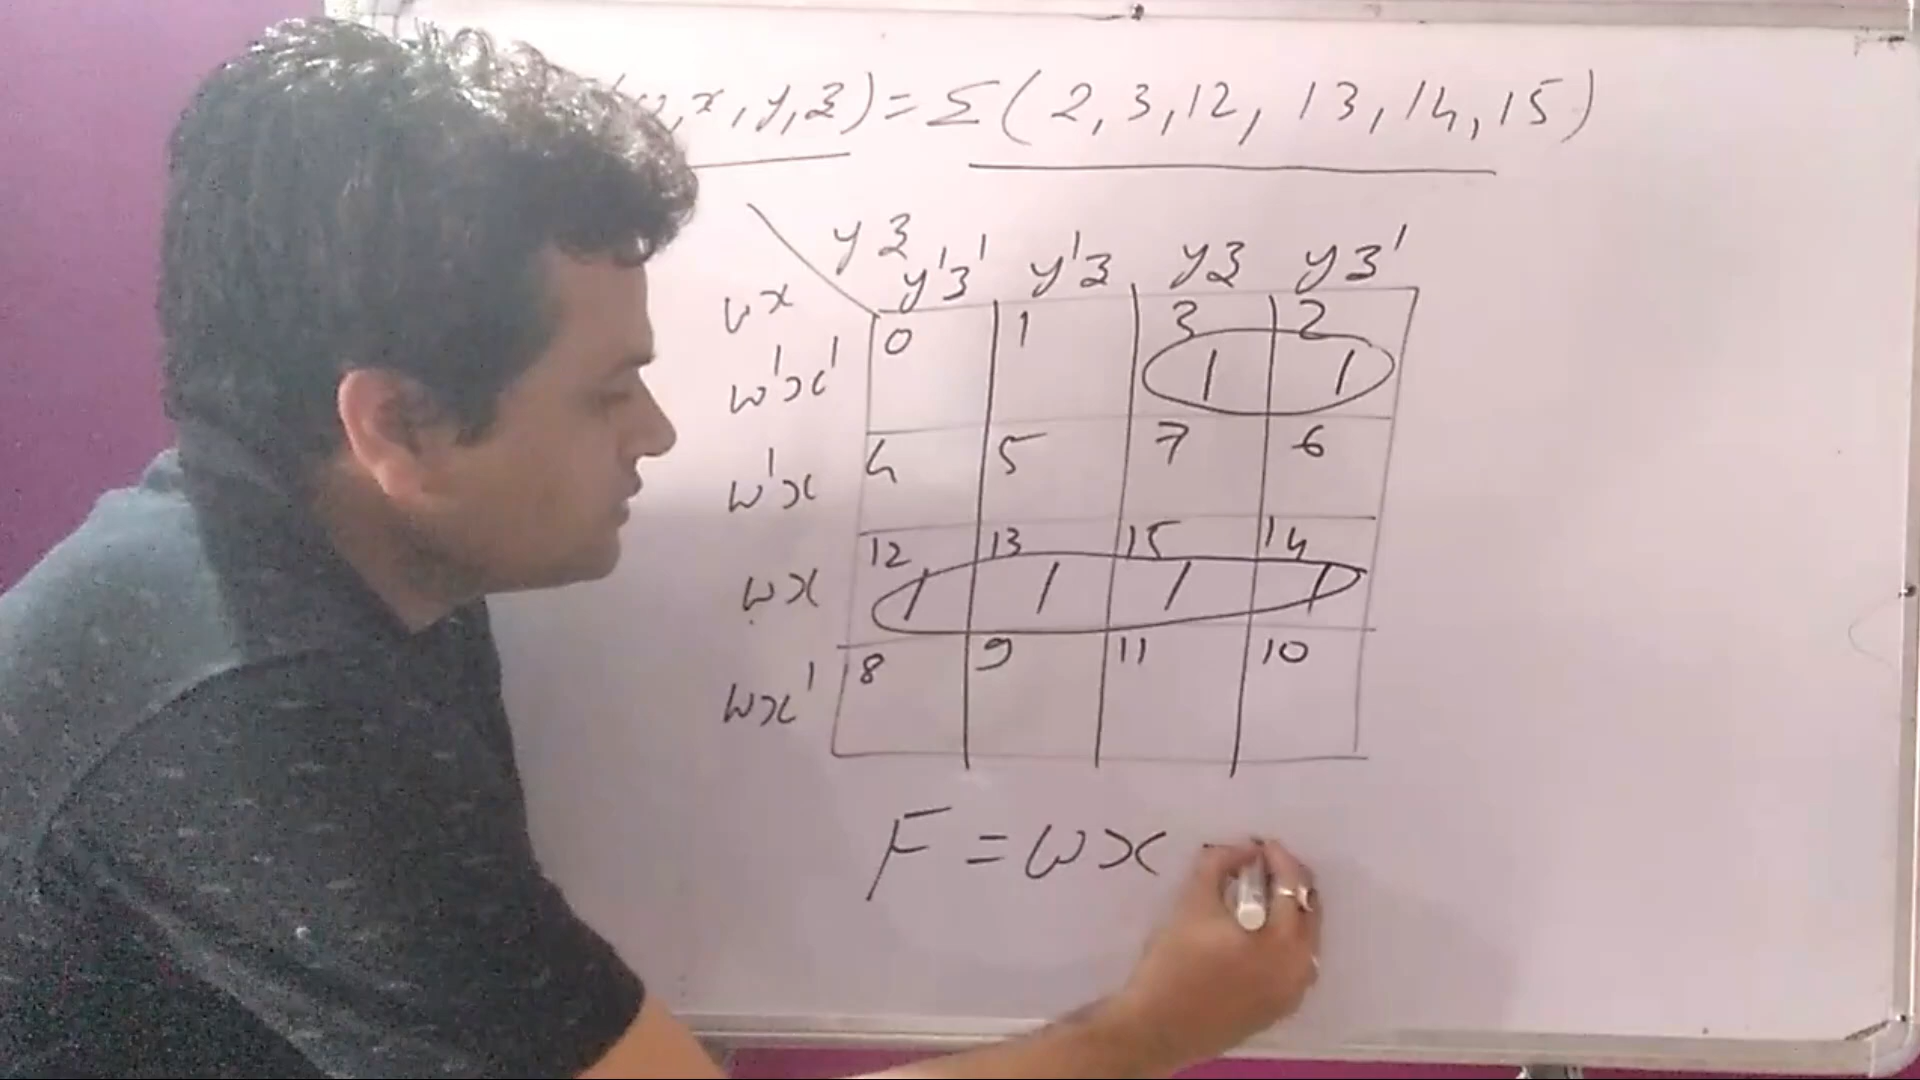 x, y, z) = Σ( 2, 3, 12, 13, 14, 15)
yz
wx y'z' y'z yz yz'
w'x' 0 1 3 1 2 1
w'x 4 5 7 6
wx 12 1 13 1 15 1 14 1
wx' 8 9 11 10
F = wx